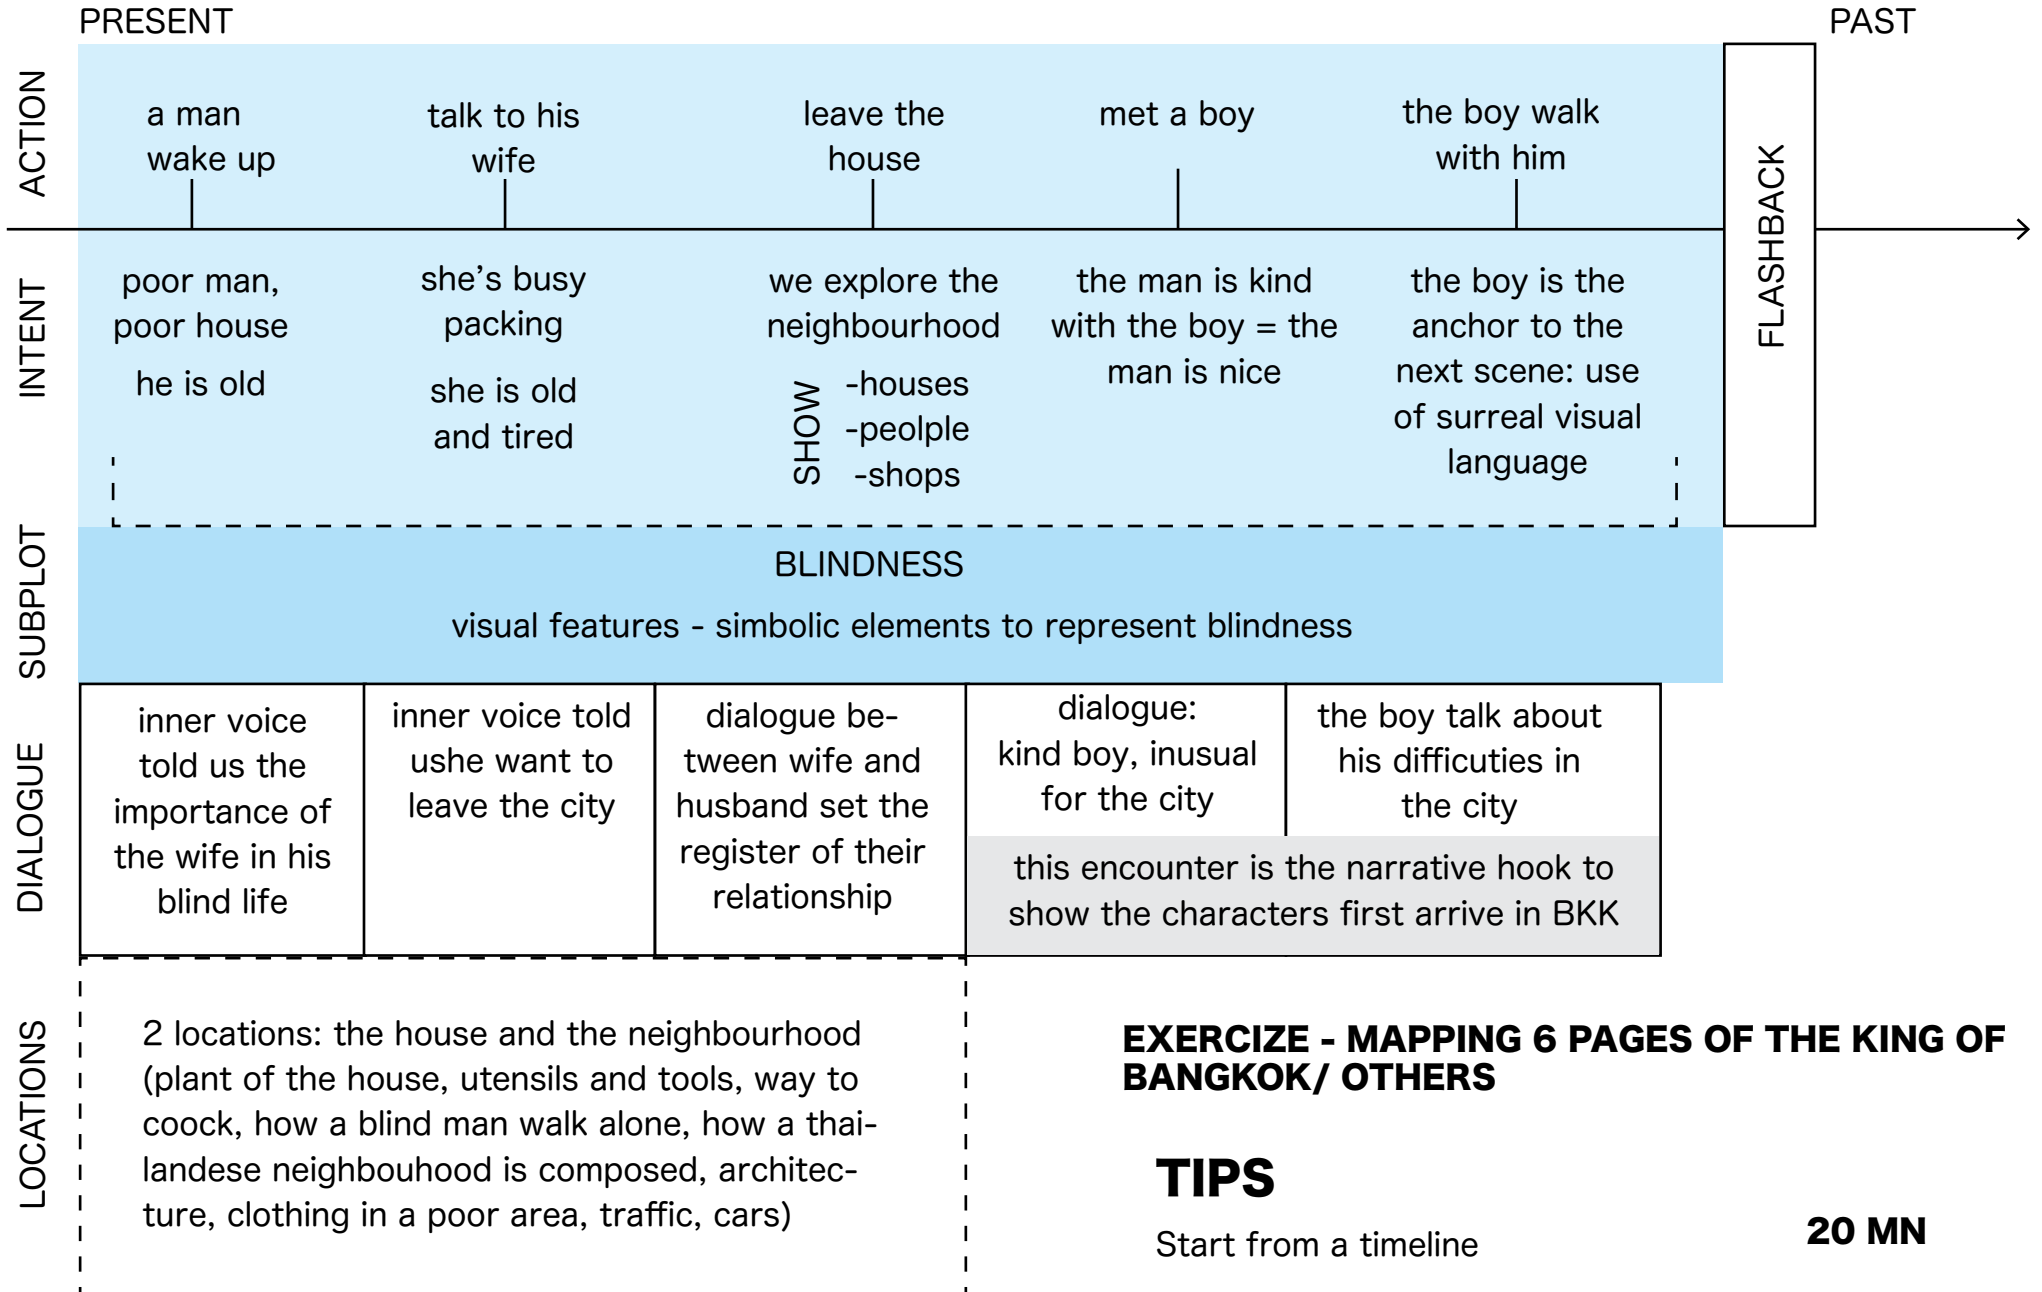 PRESENT
PAST
ACTION
a man
wake up
talk to his
wife
leave the
house
met a boy
the boy walk
with him
FLASHBACK
INTENT
poor man,
poor house
he is old
she's busy
packing
she is old
and tired
we explore the
neighbourhood
SHOW
-houses
-peolple
-shops
the man is kind
with the boy = the
man is nice
the boy is the
anchor to the
next scene: use
of surreal visual
language
SUBPLOT
BLINDNESS
visual features - simbolic elements to represent blindness
DIALOGUE
inner voice
told us the
importance of
the wife in his
blind life
inner voice told
ushe want to
leave the city
dialogue be-
tween wife and
husband set the
register of their
relationship
dialogue:
kind boy, inusual
for the city
the boy talk about
his difficuties in
the city
this encounter is the narrative hook to
show the characters first arrive in BKK
LOCATIONS
2 locations: the house and the neighbourhood
(plant of the house, utensils and tools, way to
coock, how a blind man walk alone, how a thai-
landese neighbouhood is composed, architec-
ture, clothing in a poor area, traffic, cars)
EXERCIZE - MAPPING 6 PAGES OF THE KING OF
BANGKOK/ OTHERS
TIPS
Start from a timeline
20 MN